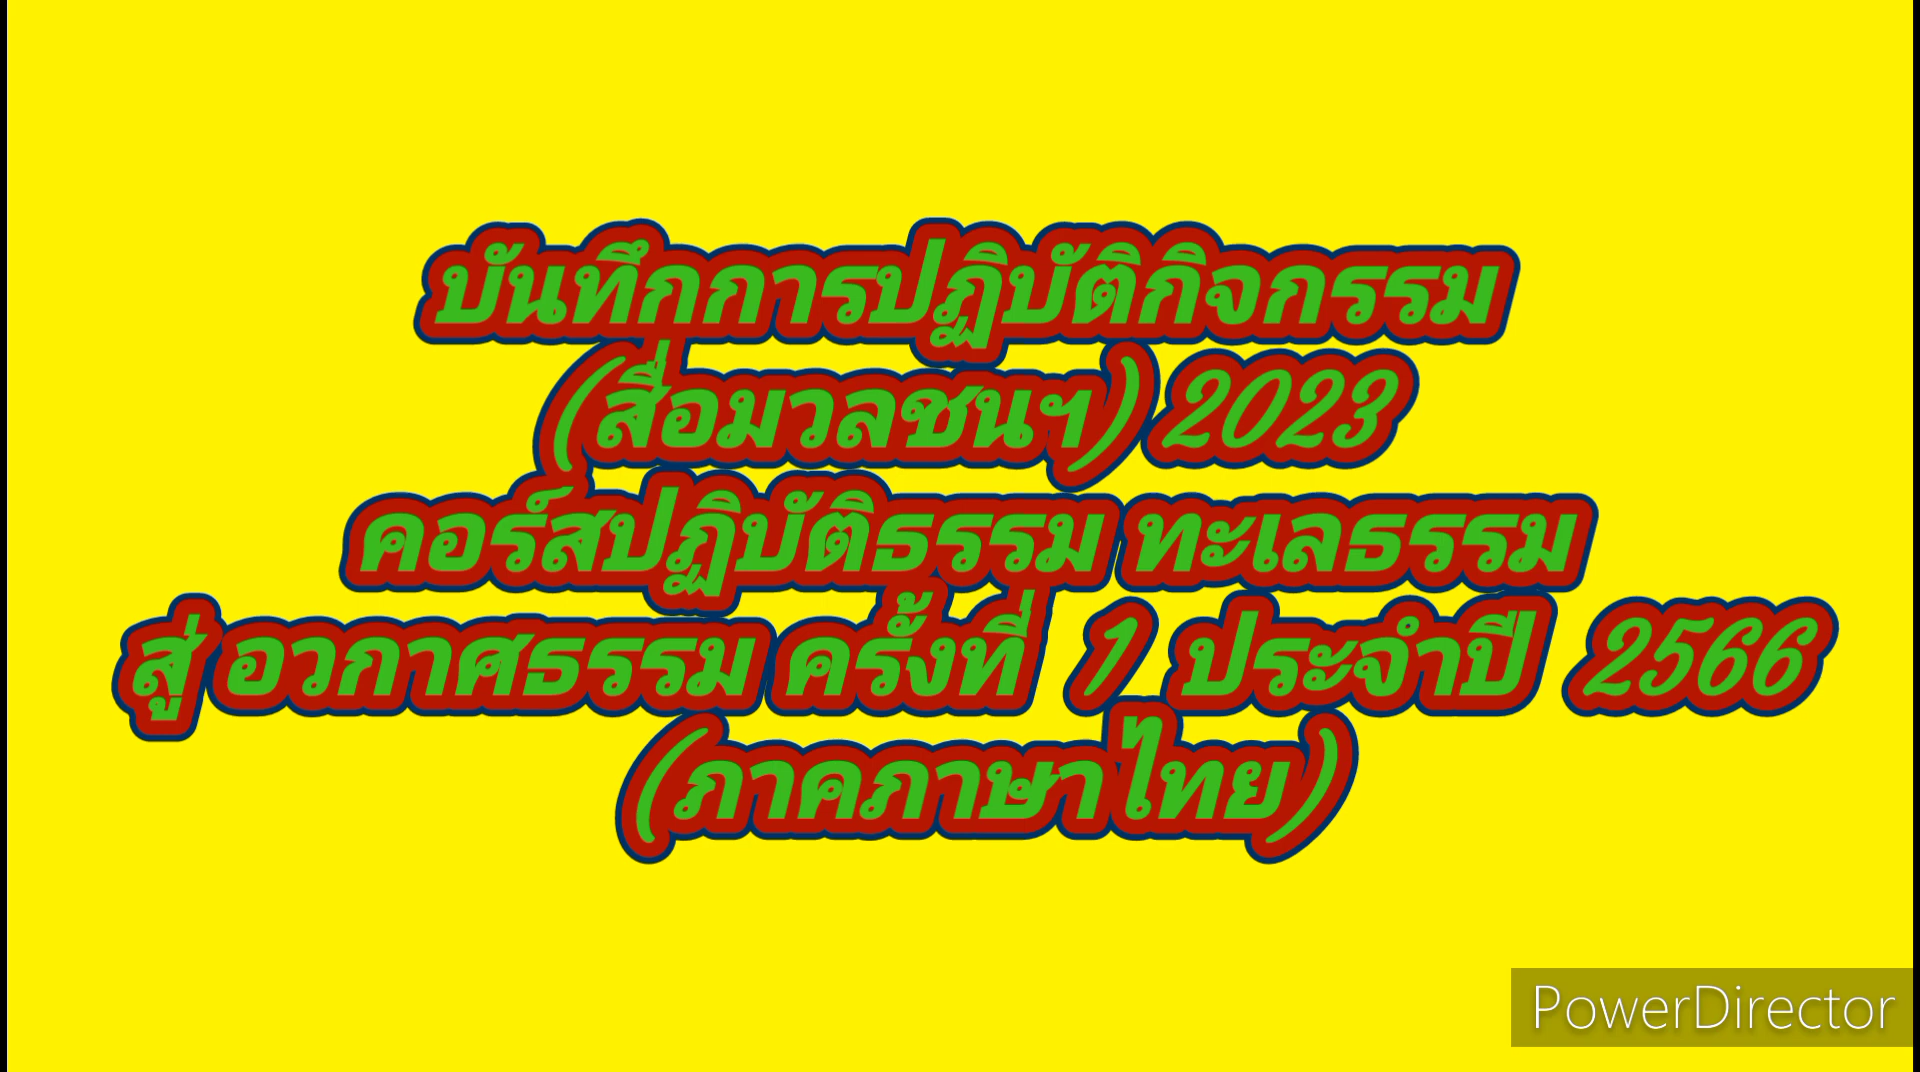 บันทึกการปฏิบัติกิจกรรม
(สื่อมวลชนฯ) 2023
คอร์สปฏิบัติธรรม ทะเลธรรม
สู่ อวกาศธรรม ครั้งที่ 1 ประจำปี 2566
(ภาคภาษาไทย)
PowerDirector